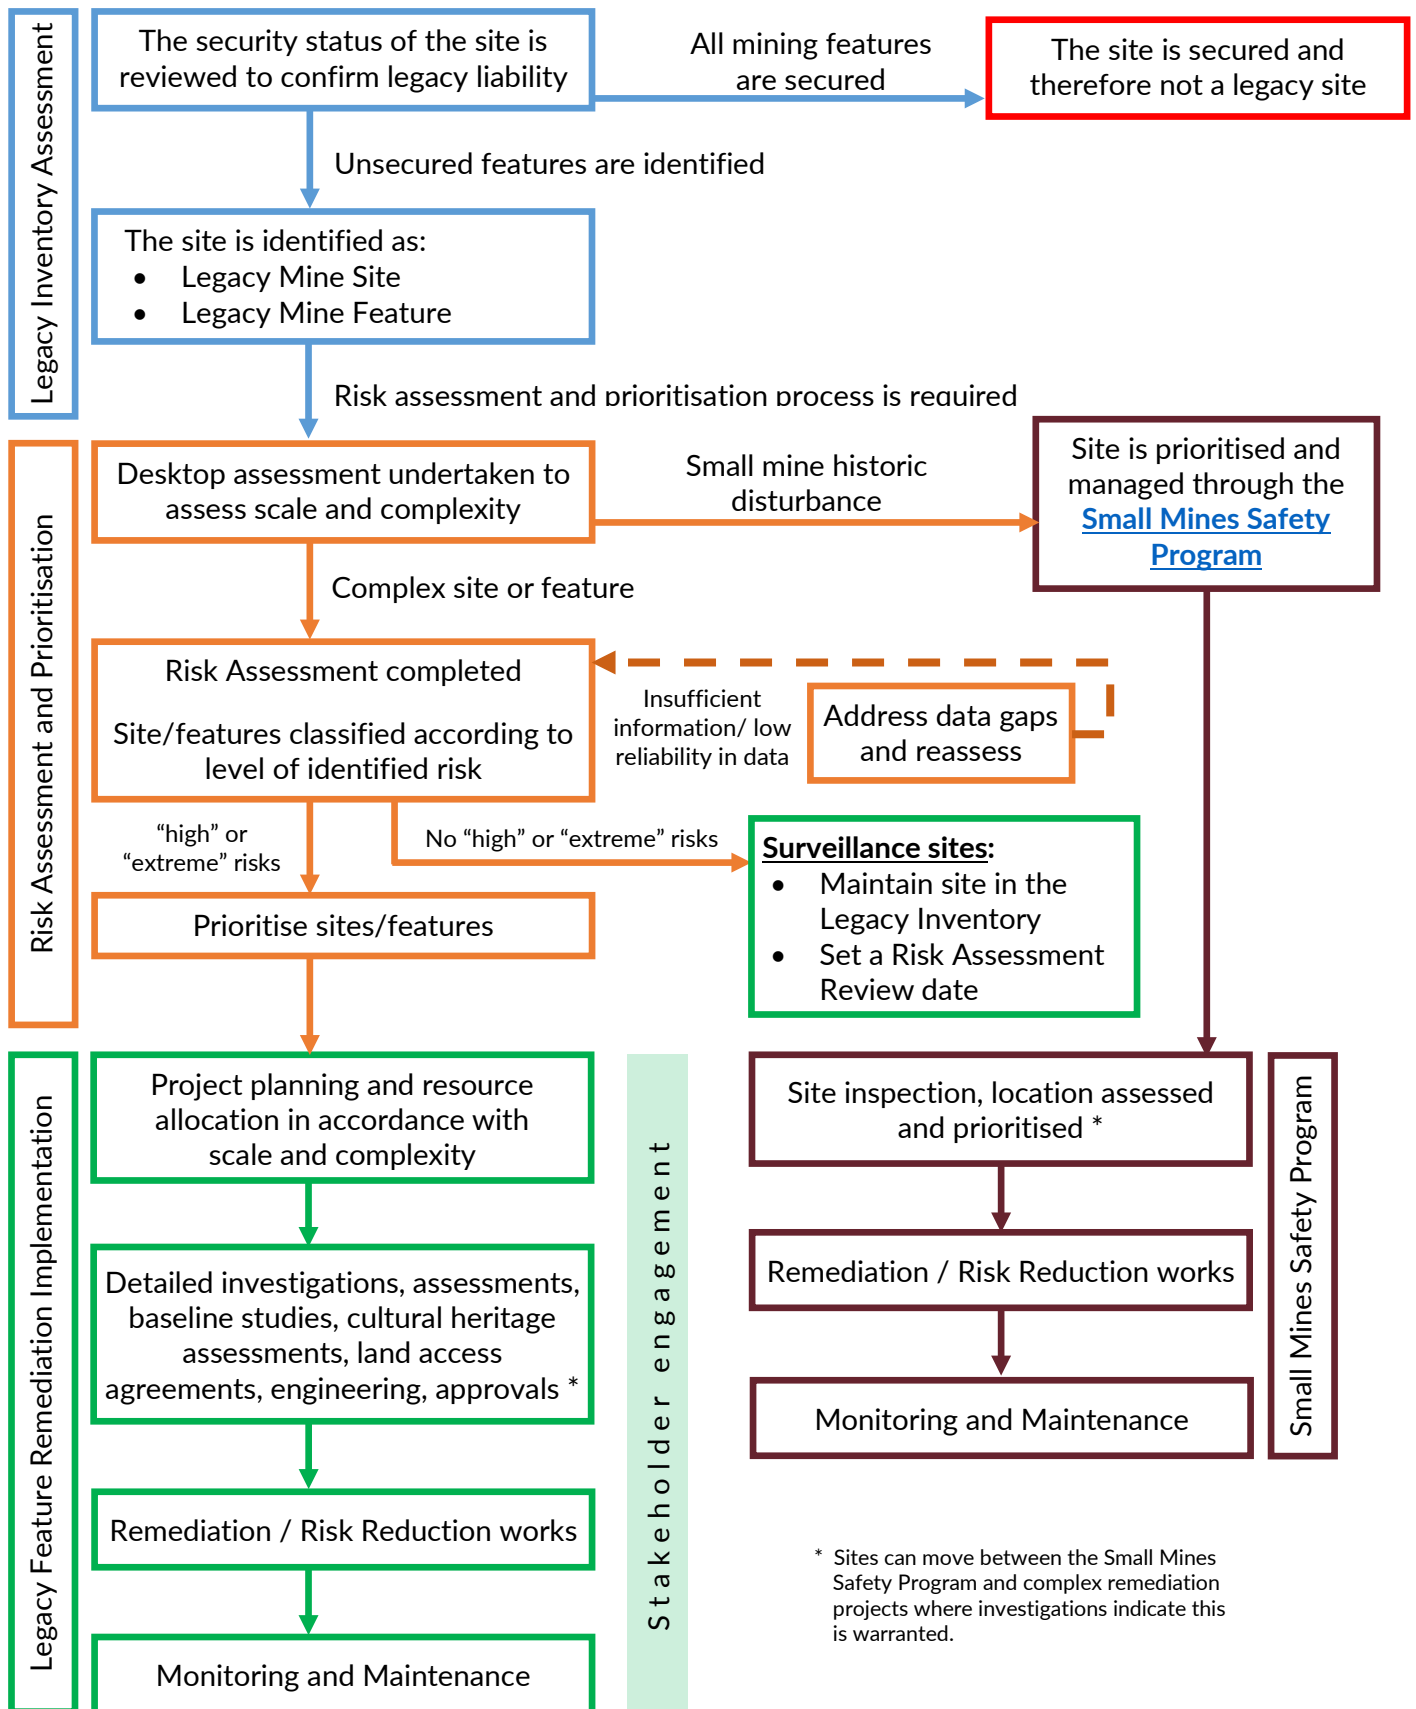 Legacy Inventory Assessment
The security status of the site is
reviewed to confirm legacy liability
All mining features
are secured
The site is secured and
therefore not a legacy site
Unsecured features are identified
The site is identified as:
• Legacy Mine Site
• Legacy Mine Feature
Risk assessment and prioritisation process is required
Risk Assessment and Prioritisation
Desktop assessment undertaken to
assess scale and complexity
Small mine historic
disturbance
Site is prioritised and
managed through the
Small Mines Safety
Program
Complex site or feature
Risk Assessment completed
Site/features classified according to
level of identified risk
Insufficient
information/ low
reliability in data
Address data gaps
and reassess
“high” or
“extreme” risks
No “high” or “extreme” risks
Surveillance sites:
• Maintain site in the
Legacy Inventory
• Set a Risk Assessment
Review date
Prioritise sites/features
Legacy Feature Remediation Implementation
Project planning and resource
allocation in accordance with
scale and complexity
Detailed investigations, assessments,
baseline studies, cultural heritage
assessments, land access
agreements, engineering, approvals *
Remediation / Risk Reduction works
Monitoring and Maintenance
Stakeholder engagement
Site inspection, location assessed
and prioritised *
Remediation / Risk Reduction works
Monitoring and Maintenance
Small Mines Safety Program
* Sites can move between the Small Mines
Safety Program and complex remediation
projects where investigations indicate this
is warranted.